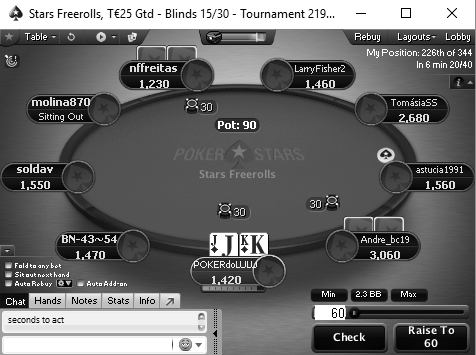 Stars Freerolls, T€25 Gtd - Blinds 15/30 - Tournament 219...
Table
Rebuy Layouts Lobby
My Position: 226th of 344
In 6 min 20/40
nffreitas
1,230
LarryFisher2
1,460
molina870
Sitting Out
30
TomásiaSS
2,680
Pot: 90
POKER STARS
Stars Freerolls
soldav
1,550
astucia1991
1,560
30
30
BN-43~54
1,470
J K
Andre_bc19
3,060
POKERdoLULU
1,420
Fold to any bet
Sit out next hand
Auto Rebuy
Auto Add-on
Min 2.3 BB Max
60
Chat Hands Notes Stats Info
seconds to act
Check
Raise To
60